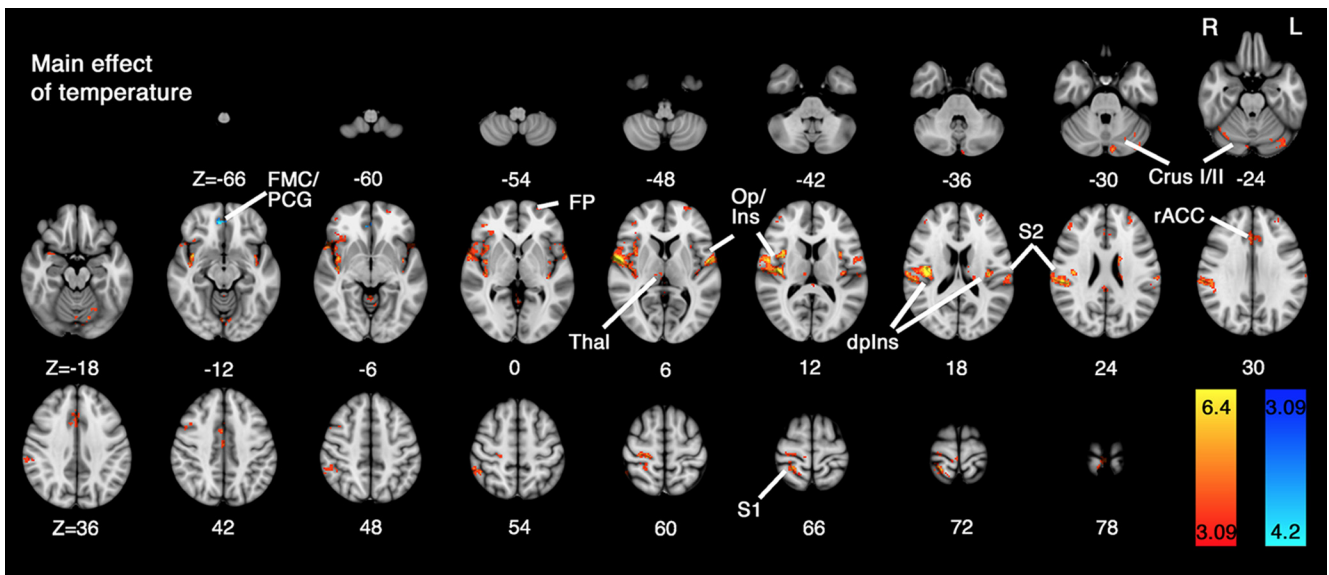 Main effect
of temperature
R L
Z=-66 -60 -54 -48 -42 -36 -30 Crus I/II -24
FMC/
PCG
FP
Op/
Ins
S2
rACC
Thal
dpIns
Z=-18 -12 -6 0 6 12 18 24 30
6.4 3.09
S1
3.09 4.2
Z=36 42 48 54 60 66 72 78